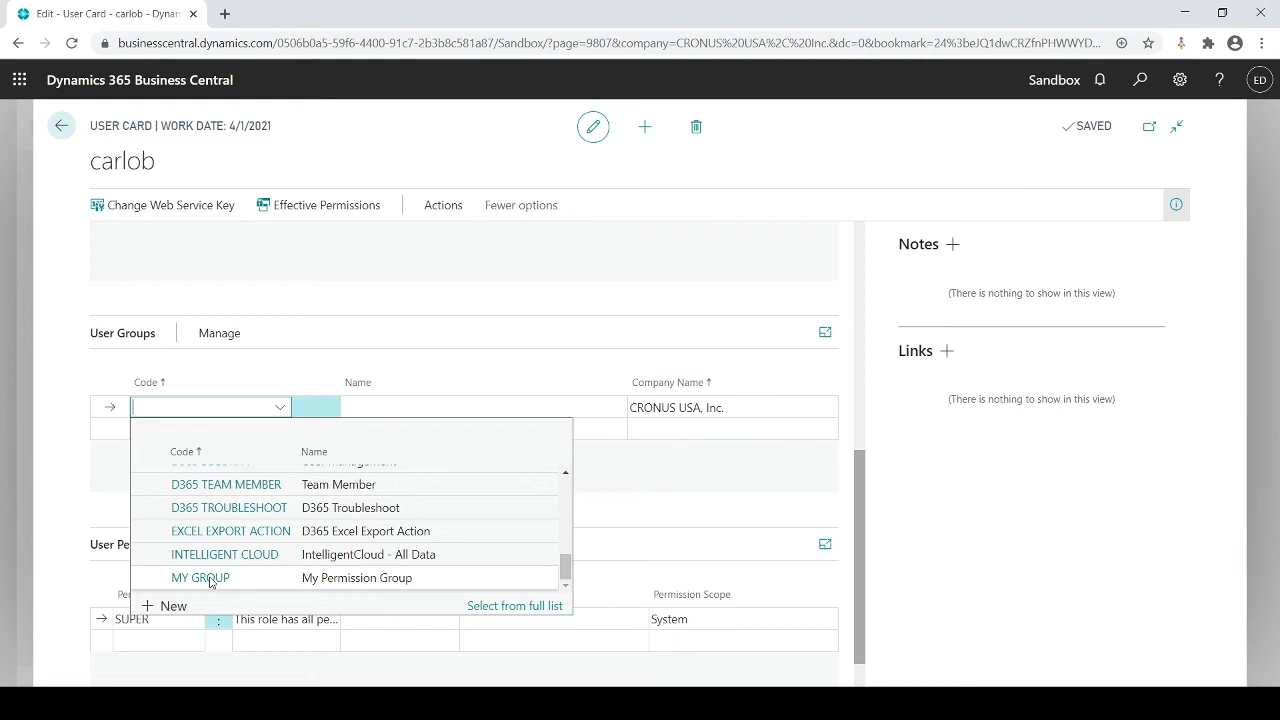 Edit - User Card - carlob – Dynam
businesscentral.dynamics.com/0506b0a5-59f6-4400-91c7-2b3b8c581a87/Sandbox/?page=9807&company=CRONUS%20USA%2C%20Inc.&dc=0&bookmark=24%3beJQ1dwCRZfnPHWWYD...
Dynamics 365 Business Central
Sandbox
?
ED
USER CARD | WORK DATE: 4/1/2021
SAVED
carlob
Change Web Service Key
Effective Permissions
Actions
Fewer options
Notes
(There is nothing to show in this view)
User Groups
Manage
Links
Code ↑
Name
Company Name ↑
(There is nothing to show in this view)
CRONUS USA, Inc.
Code ↑
Name
D365 TEAM MEMBER
Team Member
D365 TROUBLESHOOT
D365 Troubleshoot
EXCEL EXPORT ACTION
D365 Excel Export Action
User Pe
INTELLIGENT CLOUD
IntelligentCloud - All Data
MY GROUP
My Permission Group
Pe
Permission Scope
New
Select from full list
SUPER
This role has all pe...
System